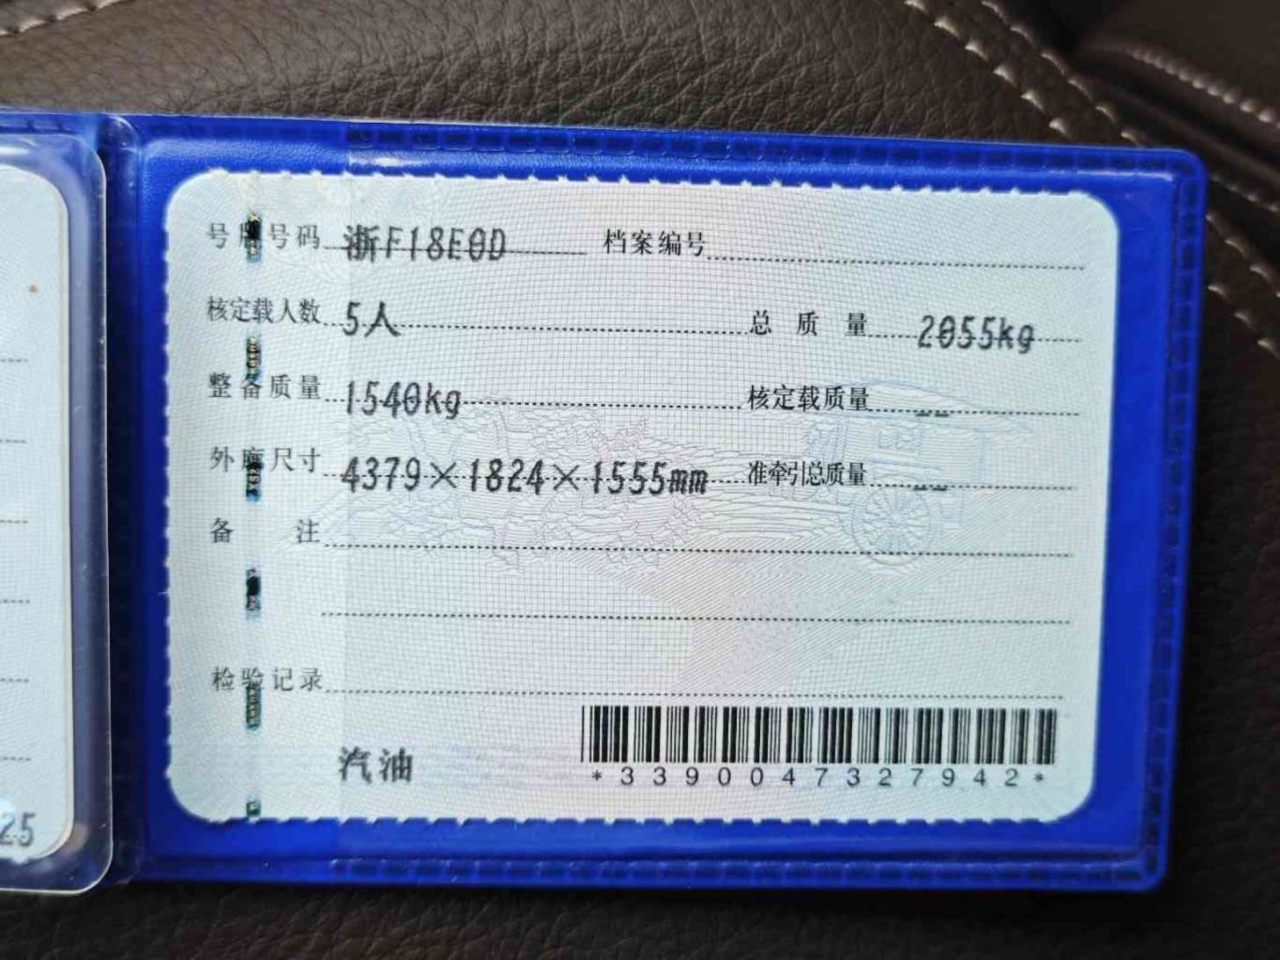 号牌号码 浙F18E0D 档案编号
核定载人数 5人 总质量 2055kg
整备质量 1540kg 核定载质量 --
外廓尺寸 4379×1824×1555mm 准牵引总质量 --
备注
检验记录
汽油
*3390047327942*
25